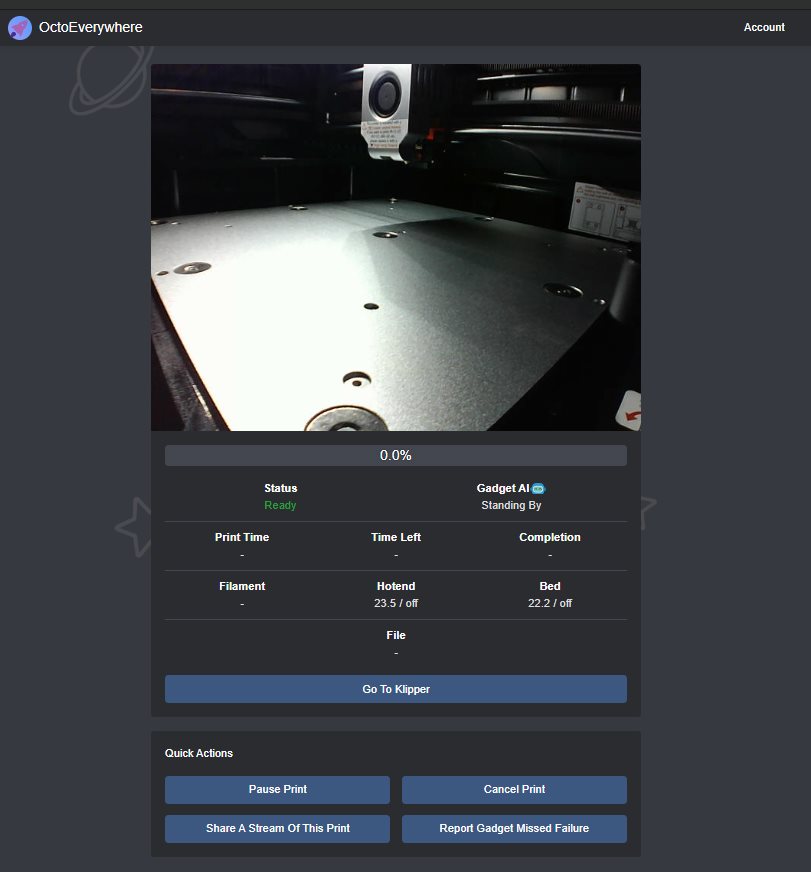 OctoEverywhere
Account
0.0%
Status
Gadget AI
Ready
Standing By
Print Time
Time Left
Completion
-
-
-
Filament
Hotend
Bed
-
23.5 / off
22.2 / off
File
-
Go To Klipper
Quick Actions
Pause Print
Cancel Print
Share A Stream Of This Print
Report Gadget Missed Failure